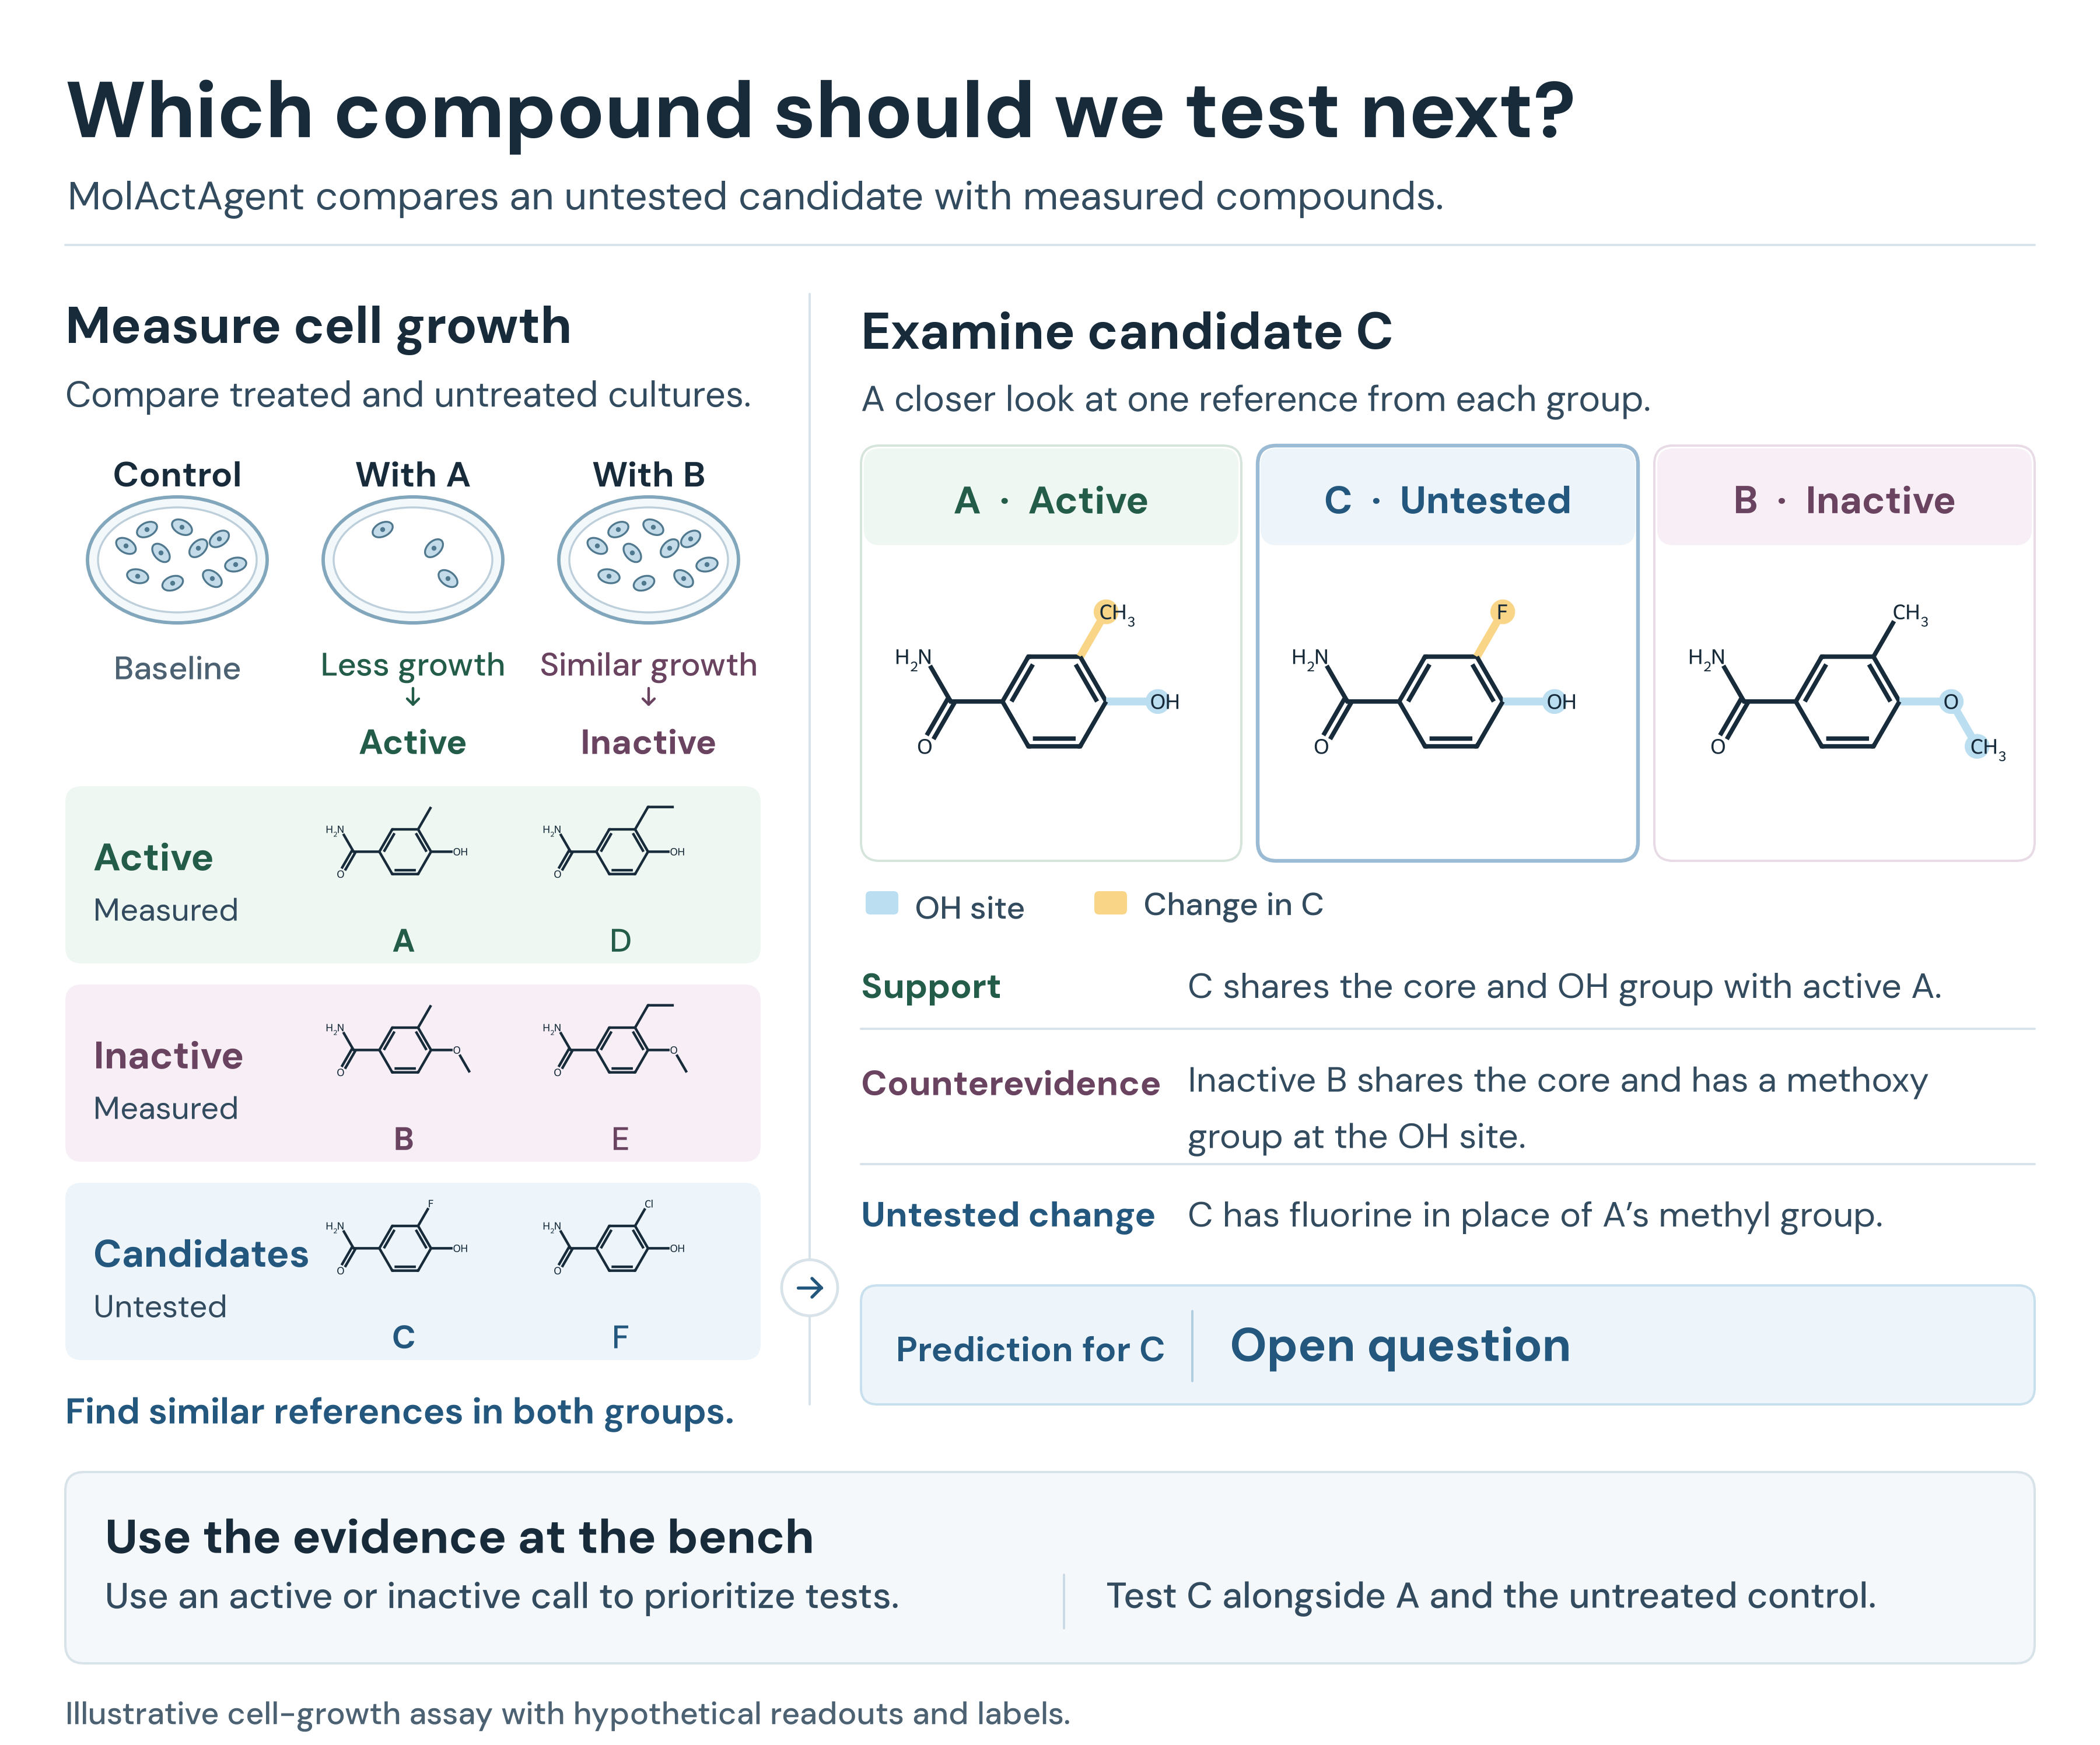 Which compound should we test next?
MolActAgent compares an untested candidate with measured compounds.
Measure cell growth
Compare treated and untreated cultures.
Control
With A
With B
Baseline
Less growth
↓
Active
Similar growth
↓
Inactive
Active
Measured
H₂N
O
OH
A
H₂N
O
OH
D
Inactive
Measured
H₂N
O
O
B
H₂N
O
O
E
Candidates
Untested
H₂N
O
F
OH
C
H₂N
O
Cl
OH
F
Find similar references in both groups.
→
Examine candidate C
A closer look at one reference from each group.
A · Active
CH₃
H₂N
OH
O
C · Untested
F
H₂N
OH
O
B · Inactive
CH₃
H₂N
O
O
CH₃
OH site
Change in C
Support
C shares the core and OH group with active A.
Counterevidence
Inactive B shares the core and has a methoxy
group at the OH site.
Untested change
C has fluorine in place of A’s methyl group.
Prediction for C
Open question
Use the evidence at the bench
Use an active or inactive call to prioritize tests.
Test C alongside A and the untreated control.
Illustrative cell-growth assay with hypothetical readouts and labels.